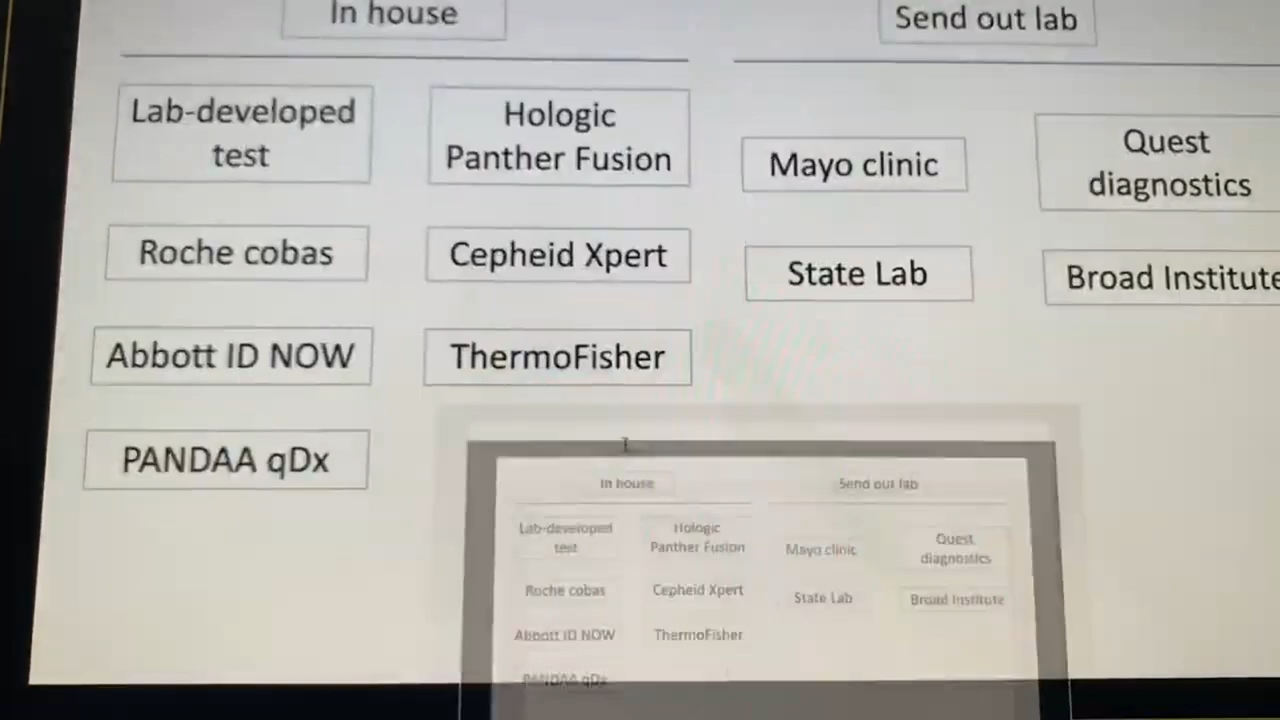 In house
Send out lab
Lab-developed
test
Hologic
Panther Fusion
Mayo clinic
Quest
diagnostics
Roche cobas
Cepheid Xpert
State Lab
Broad Institute
Abbott ID NOW
ThermoFisher
PANDAA qDx
In house
Send out lab
Lab-developed
test
Hologic
Panther Fusion
Mayo clinic
Quest
diagnostics
Roche cobas
Cepheid Xpert
State Lab
Broad Institute
Abbott ID NOW
ThermoFisher
PANDAA qDx